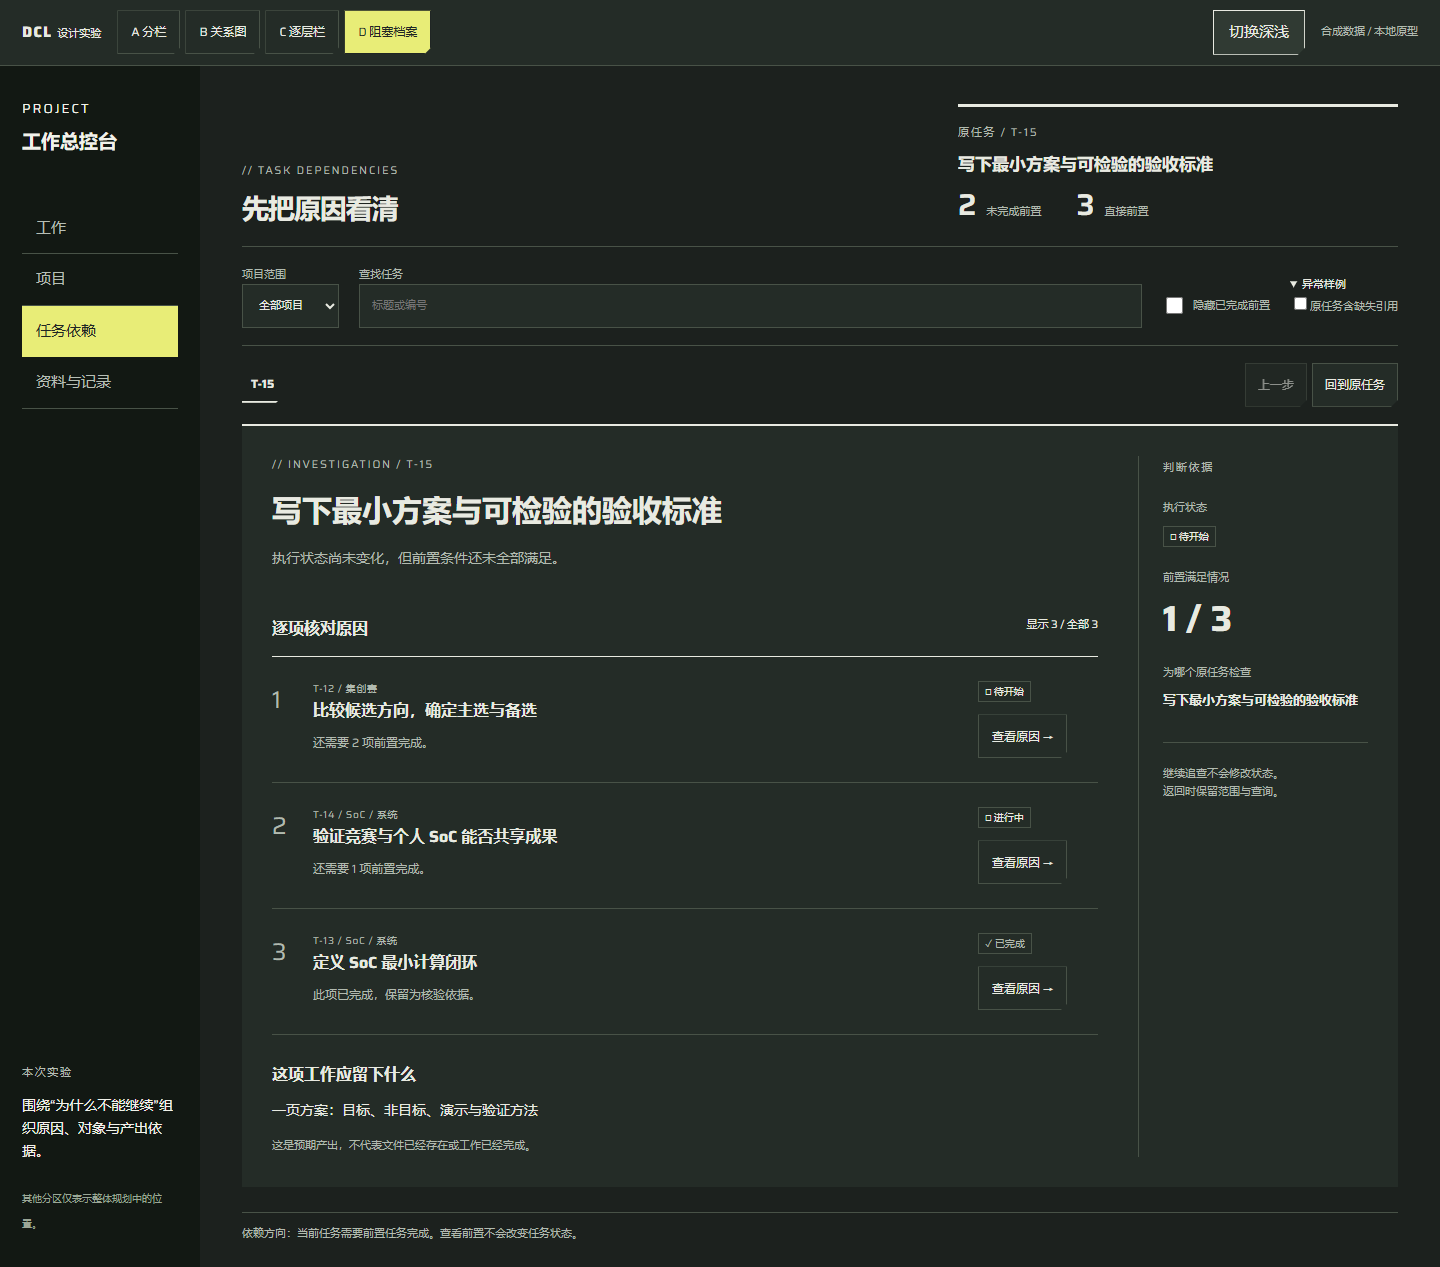 DCL 设计实验
A 分栏
B 关系图
C 逐层栏
D 阻塞档案
切换深浅
合成数据 / 本地原型
PROJECT
工作总控台
工作
项目
任务依赖
资料与记录
本次实验
围绕“为什么不能继续”组
织原因、对象与产出依
据。
其他分区仅表示整体规划中的位
置。
// TASK DEPENDENCIES
先把原因看清
原任务 / T-15
写下最小方案与可检验的验收标准
2 未完成前置
3 直接前置
项目范围
全部项目
查找任务
标题或编号
隐藏已完成前置
▼ 异常样例
原任务含缺失引用
T-15
上一步
回到原任务
// INVESTIGATION / T-15
写下最小方案与可检验的验收标准
执行状态尚未变化，但前置条件还未全部满足。
逐项核对原因
显示 3 / 全部 3
1
T-12 / 集创赛
比较候选方向，确定主选与备选
还需要 2 项前置完成。
待开始
查看原因 →
2
T-14 / SoC / 系统
验证竞赛与个人 SoC 能否共享成果
还需要 1 项前置完成。
进行中
查看原因 →
3
T-13 / SoC / 系统
定义 SoC 最小计算闭环
此项已完成，保留为核验依据。
✓ 已完成
查看原因 →
这项工作应留下什么
一页方案：目标、非目标、演示与验证方法
这是预期产出，不代表文件已经存在或工作已经完成。
判断依据
执行状态
待开始
前置满足情况
1 / 3
为哪个原任务检查
写下最小方案与可检验的验收标准
继续追查不会修改状态。
返回时保留范围与查询。
依赖方向：当前任务需要前置任务完成。查看前置不会改变任务状态。